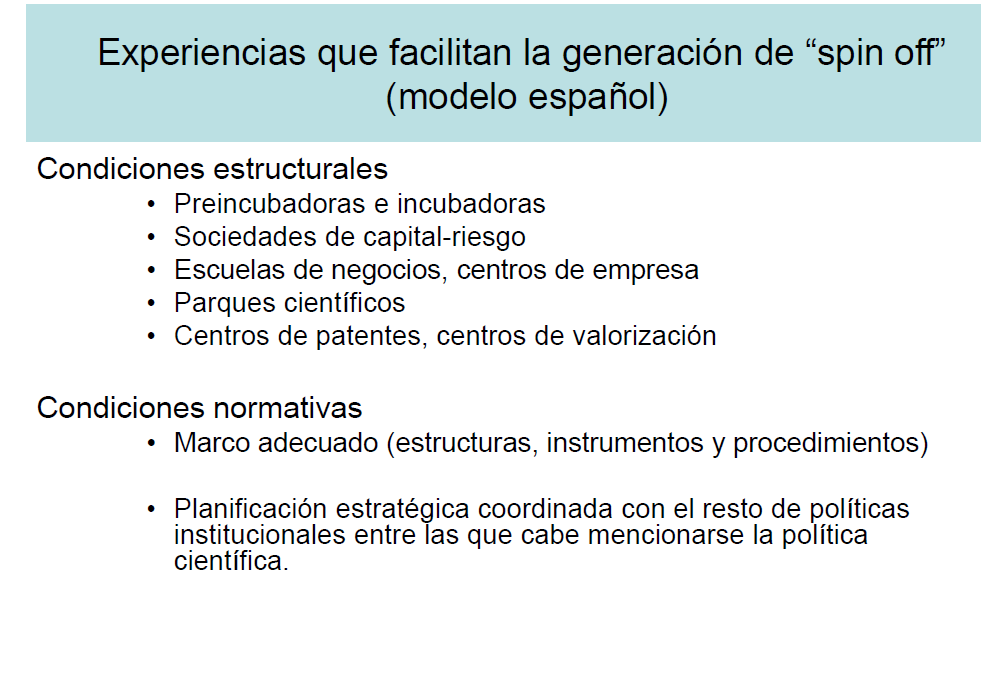 Experiencias que facilitan la generación de “spin off”
(modelo español)
Condiciones estructurales
• Preincubadoras e incubadoras
• Sociedades de capital-riesgo
• Escuelas de negocios, centros de empresa
• Parques científicos
• Centros de patentes, centros de valorización
Condiciones normativas
• Marco adecuado (estructuras, instrumentos y procedimientos)
• Planificación estratégica coordinada con el resto de políticas
institucionales entre las que cabe mencionarse la política
científica.